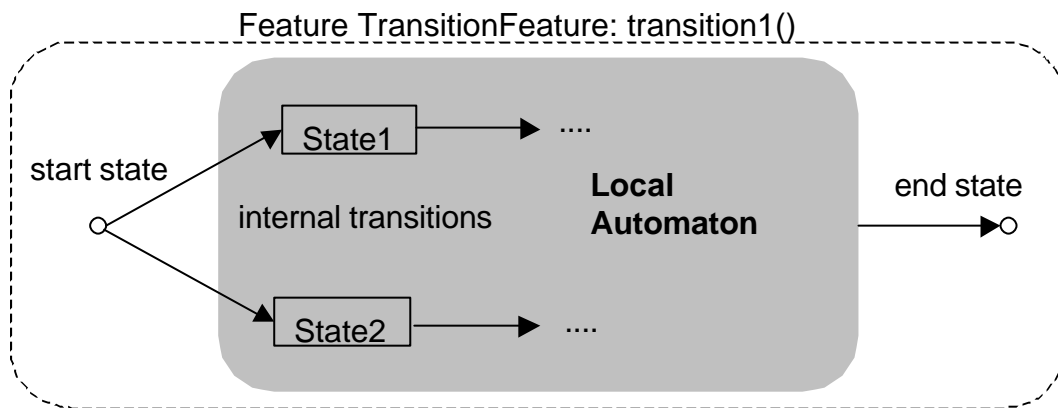 Feature TransitionFeature: transition1()
State1
....
start state
internal transitions
Local
Automaton
end state
State2
....